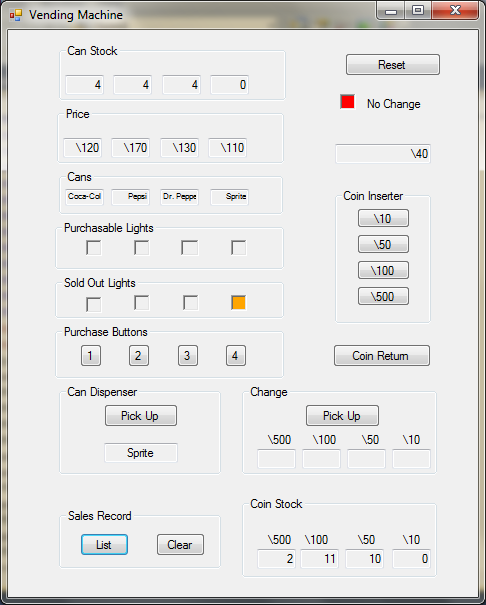 Vending Machine
Can Stock
4 4 4 0
Reset
No Change
Price
\120 \170 \130 \110
\40
Cans
Coca-Col Pepsi Dr. Peppe Sprite
Coin Inserter
\10
\50
\100
\500
Purchasable Lights
Sold Out Lights
Purchase Buttons
1 2 3 4
Coin Return
Can Dispenser
Pick Up
Sprite
Change
Pick Up
\500 \100 \50 \10
Sales Record
List Clear
Coin Stock
\500 \100 \50 \10
2 11 10 0